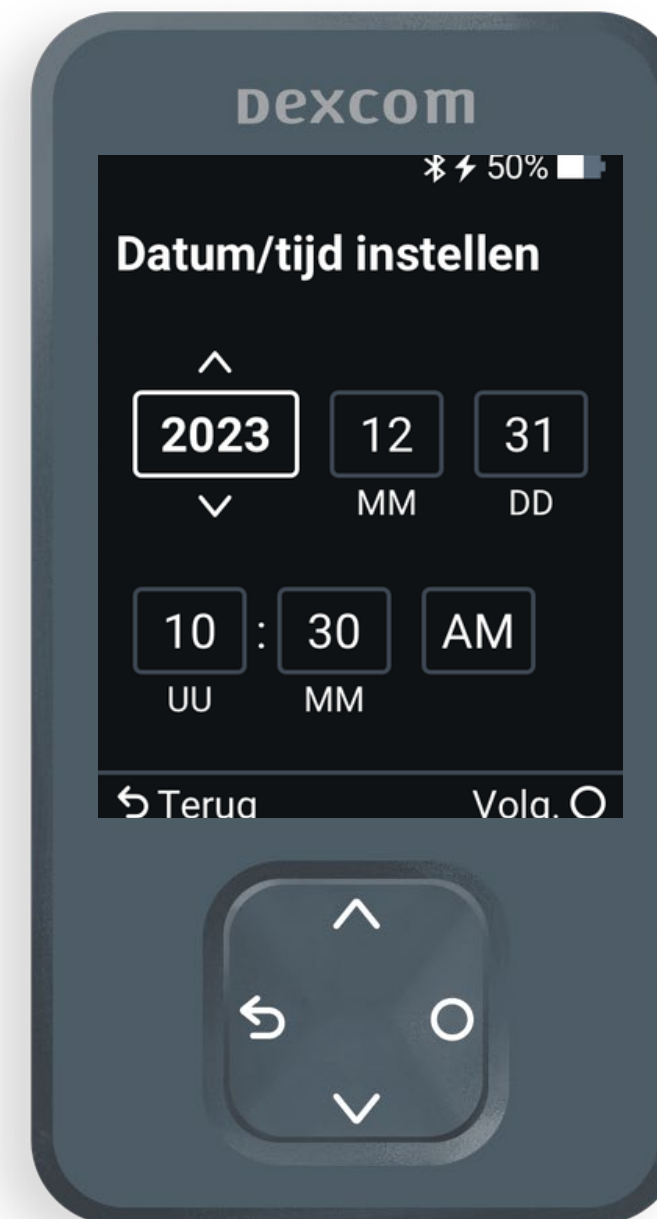 Dexcom
50%
Datum/tijd instellen
2023 12 31
MM DD
10 : 30 AM
UU MM
Terug Volg.